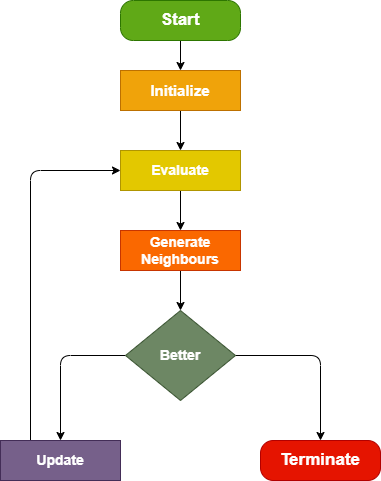 Start
Initialize
Evaluate
Generate
Neighbours
Better
Update
Terminate